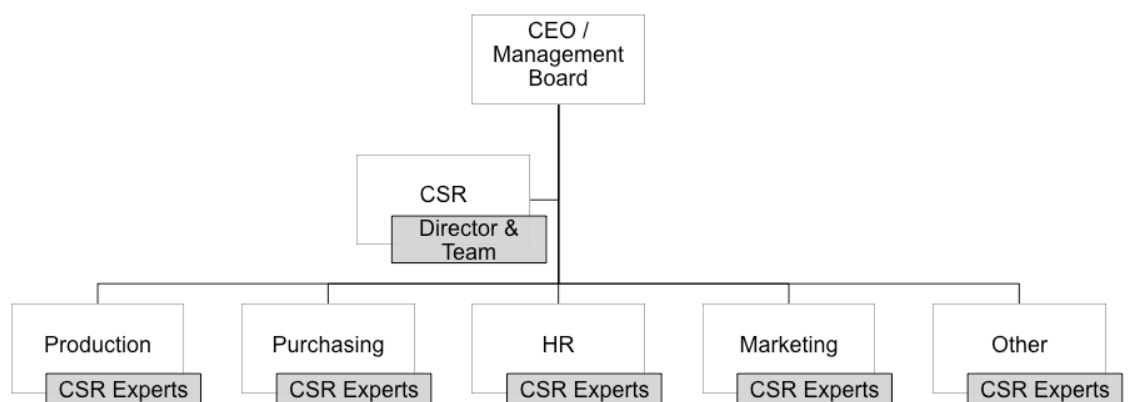 CEO /
Management
Board
CSR
Director &
Team
Production
CSR Experts
Purchasing
CSR Experts
HR
CSR Experts
Marketing
CSR Experts
Other
CSR Experts